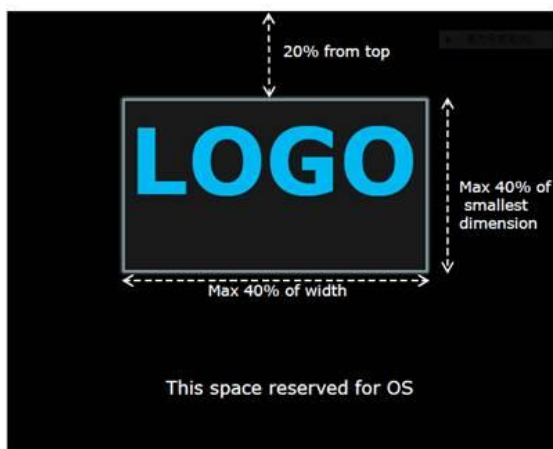 20% from top
LOGO
Max 40% of
smallest
dimension
Max 40% of width
This space reserved for OS